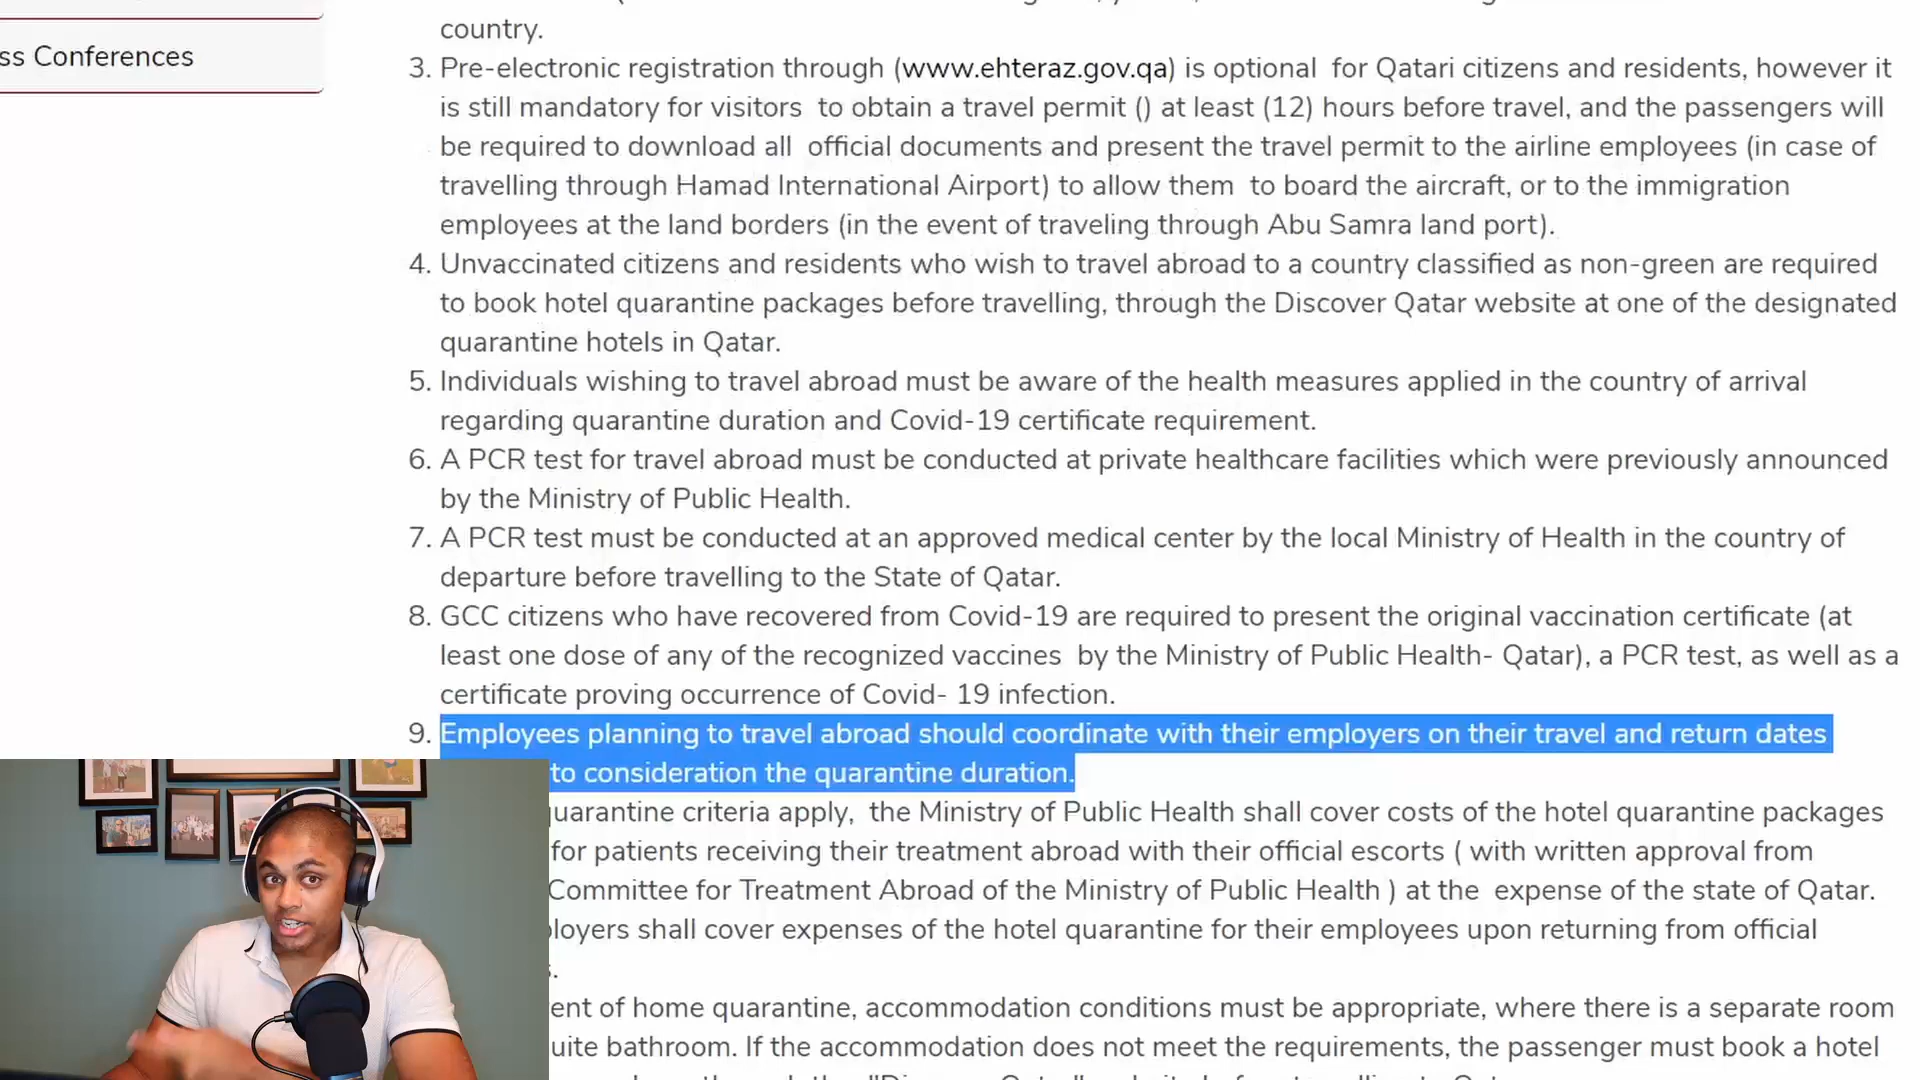 country.
ss Conferences
3. Pre-electronic registration through (www.ehteraz.gov.qa) is optional for Qatari citizens and residents, however it
is still mandatory for visitors to obtain a travel permit () at least (12) hours before travel, and the passengers will
be required to download all official documents and present the travel permit to the airline employees (in case of
travelling through Hamad International Airport) to allow them to board the aircraft, or to the immigration
employees at the land borders (in the event of traveling through Abu Samra land port).
4. Unvaccinated citizens and residents who wish to travel abroad to a country classified as non-green are required
to book hotel quarantine packages before travelling, through the Discover Qatar website at one of the designated
quarantine hotels in Qatar.
5. Individuals wishing to travel abroad must be aware of the health measures applied in the country of arrival
regarding quarantine duration and Covid-19 certificate requirement.
6. A PCR test for travel abroad must be conducted at private healthcare facilities which were previously announced
by the Ministry of Public Health.
7. A PCR test must be conducted at an approved medical center by the local Ministry of Health in the country of
departure before travelling to the State of Qatar.
8. GCC citizens who have recovered from Covid-19 are required to present the original vaccination certificate (at
least one dose of any of the recognized vaccines by the Ministry of Public Health- Qatar), a PCR test, as well as a
certificate proving occurrence of Covid- 19 infection.
9. Employees planning to travel abroad should coordinate with their employers on their travel and return dates
to consideration the quarantine duration.
uarantine criteria apply, the Ministry of Public Health shall cover costs of the hotel quarantine packages
for patients receiving their treatment abroad with their official escorts ( with written approval from
Committee for Treatment Abroad of the Ministry of Public Health ) at the expense of the state of Qatar.
ployers shall cover expenses of the hotel quarantine for their employees upon returning from official
s.
ent of home quarantine, accommodation conditions must be appropriate, where there is a separate room
uite bathroom. If the accommodation does not meet the requirements, the passenger must book a hotel